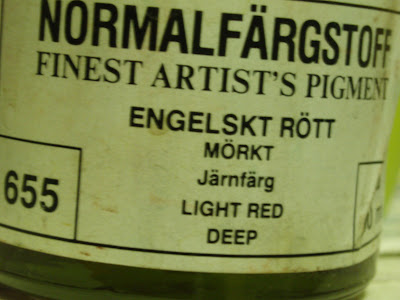 NORMALFÄRGSTOFF
FINEST ARTIST'S PIGMENT
ENGELSKT RÖTT
MÖRKT
Järnfärg
LIGHT RED
DEEP
655